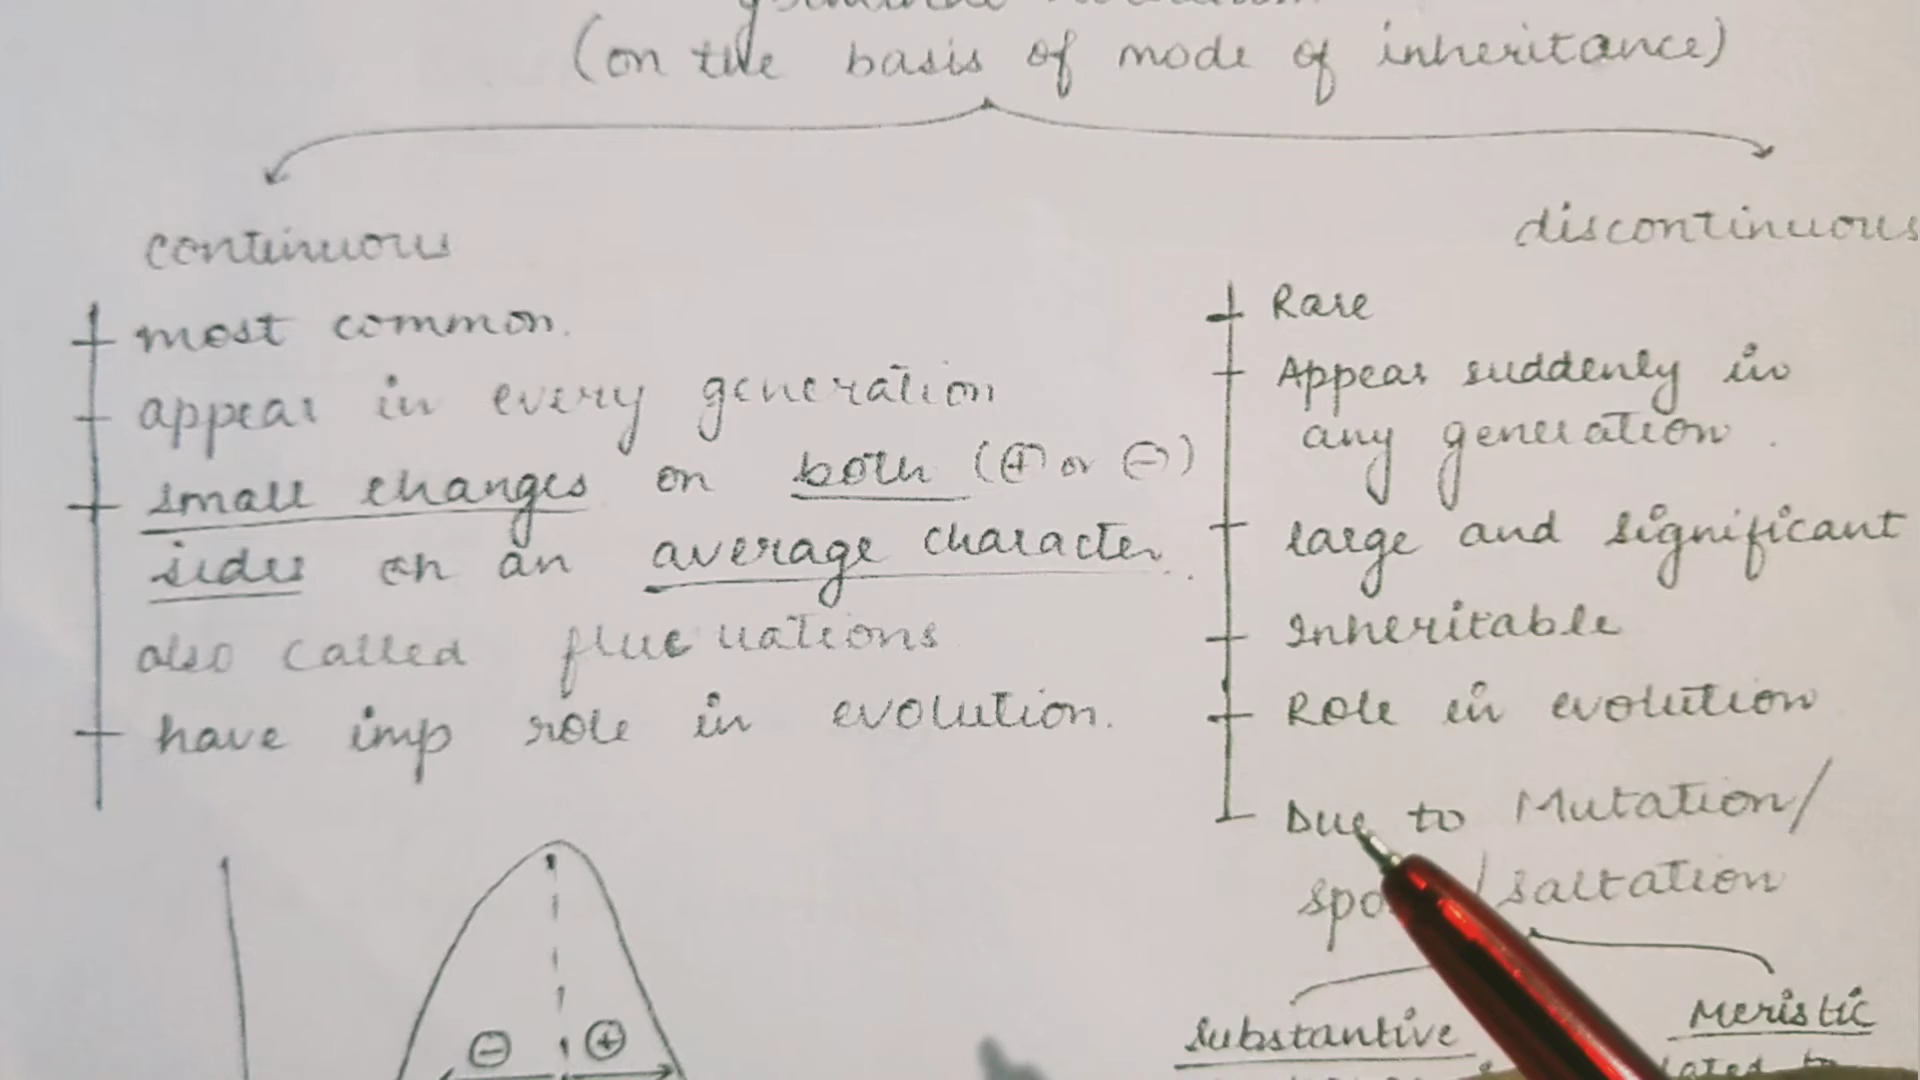 (on the basis of mode of inheritance)
continuous
most common.
appear in every generation
small changes on both (+ or -)
sides on an average character.
also called fluctuations
have imp role in evolution.
discontinuous
Rare
Appear suddenly in
any generation.
large and significant
Inheritable
Role in evolution
Due to Mutation/
/saltation
substantive
Meristic
to
- +